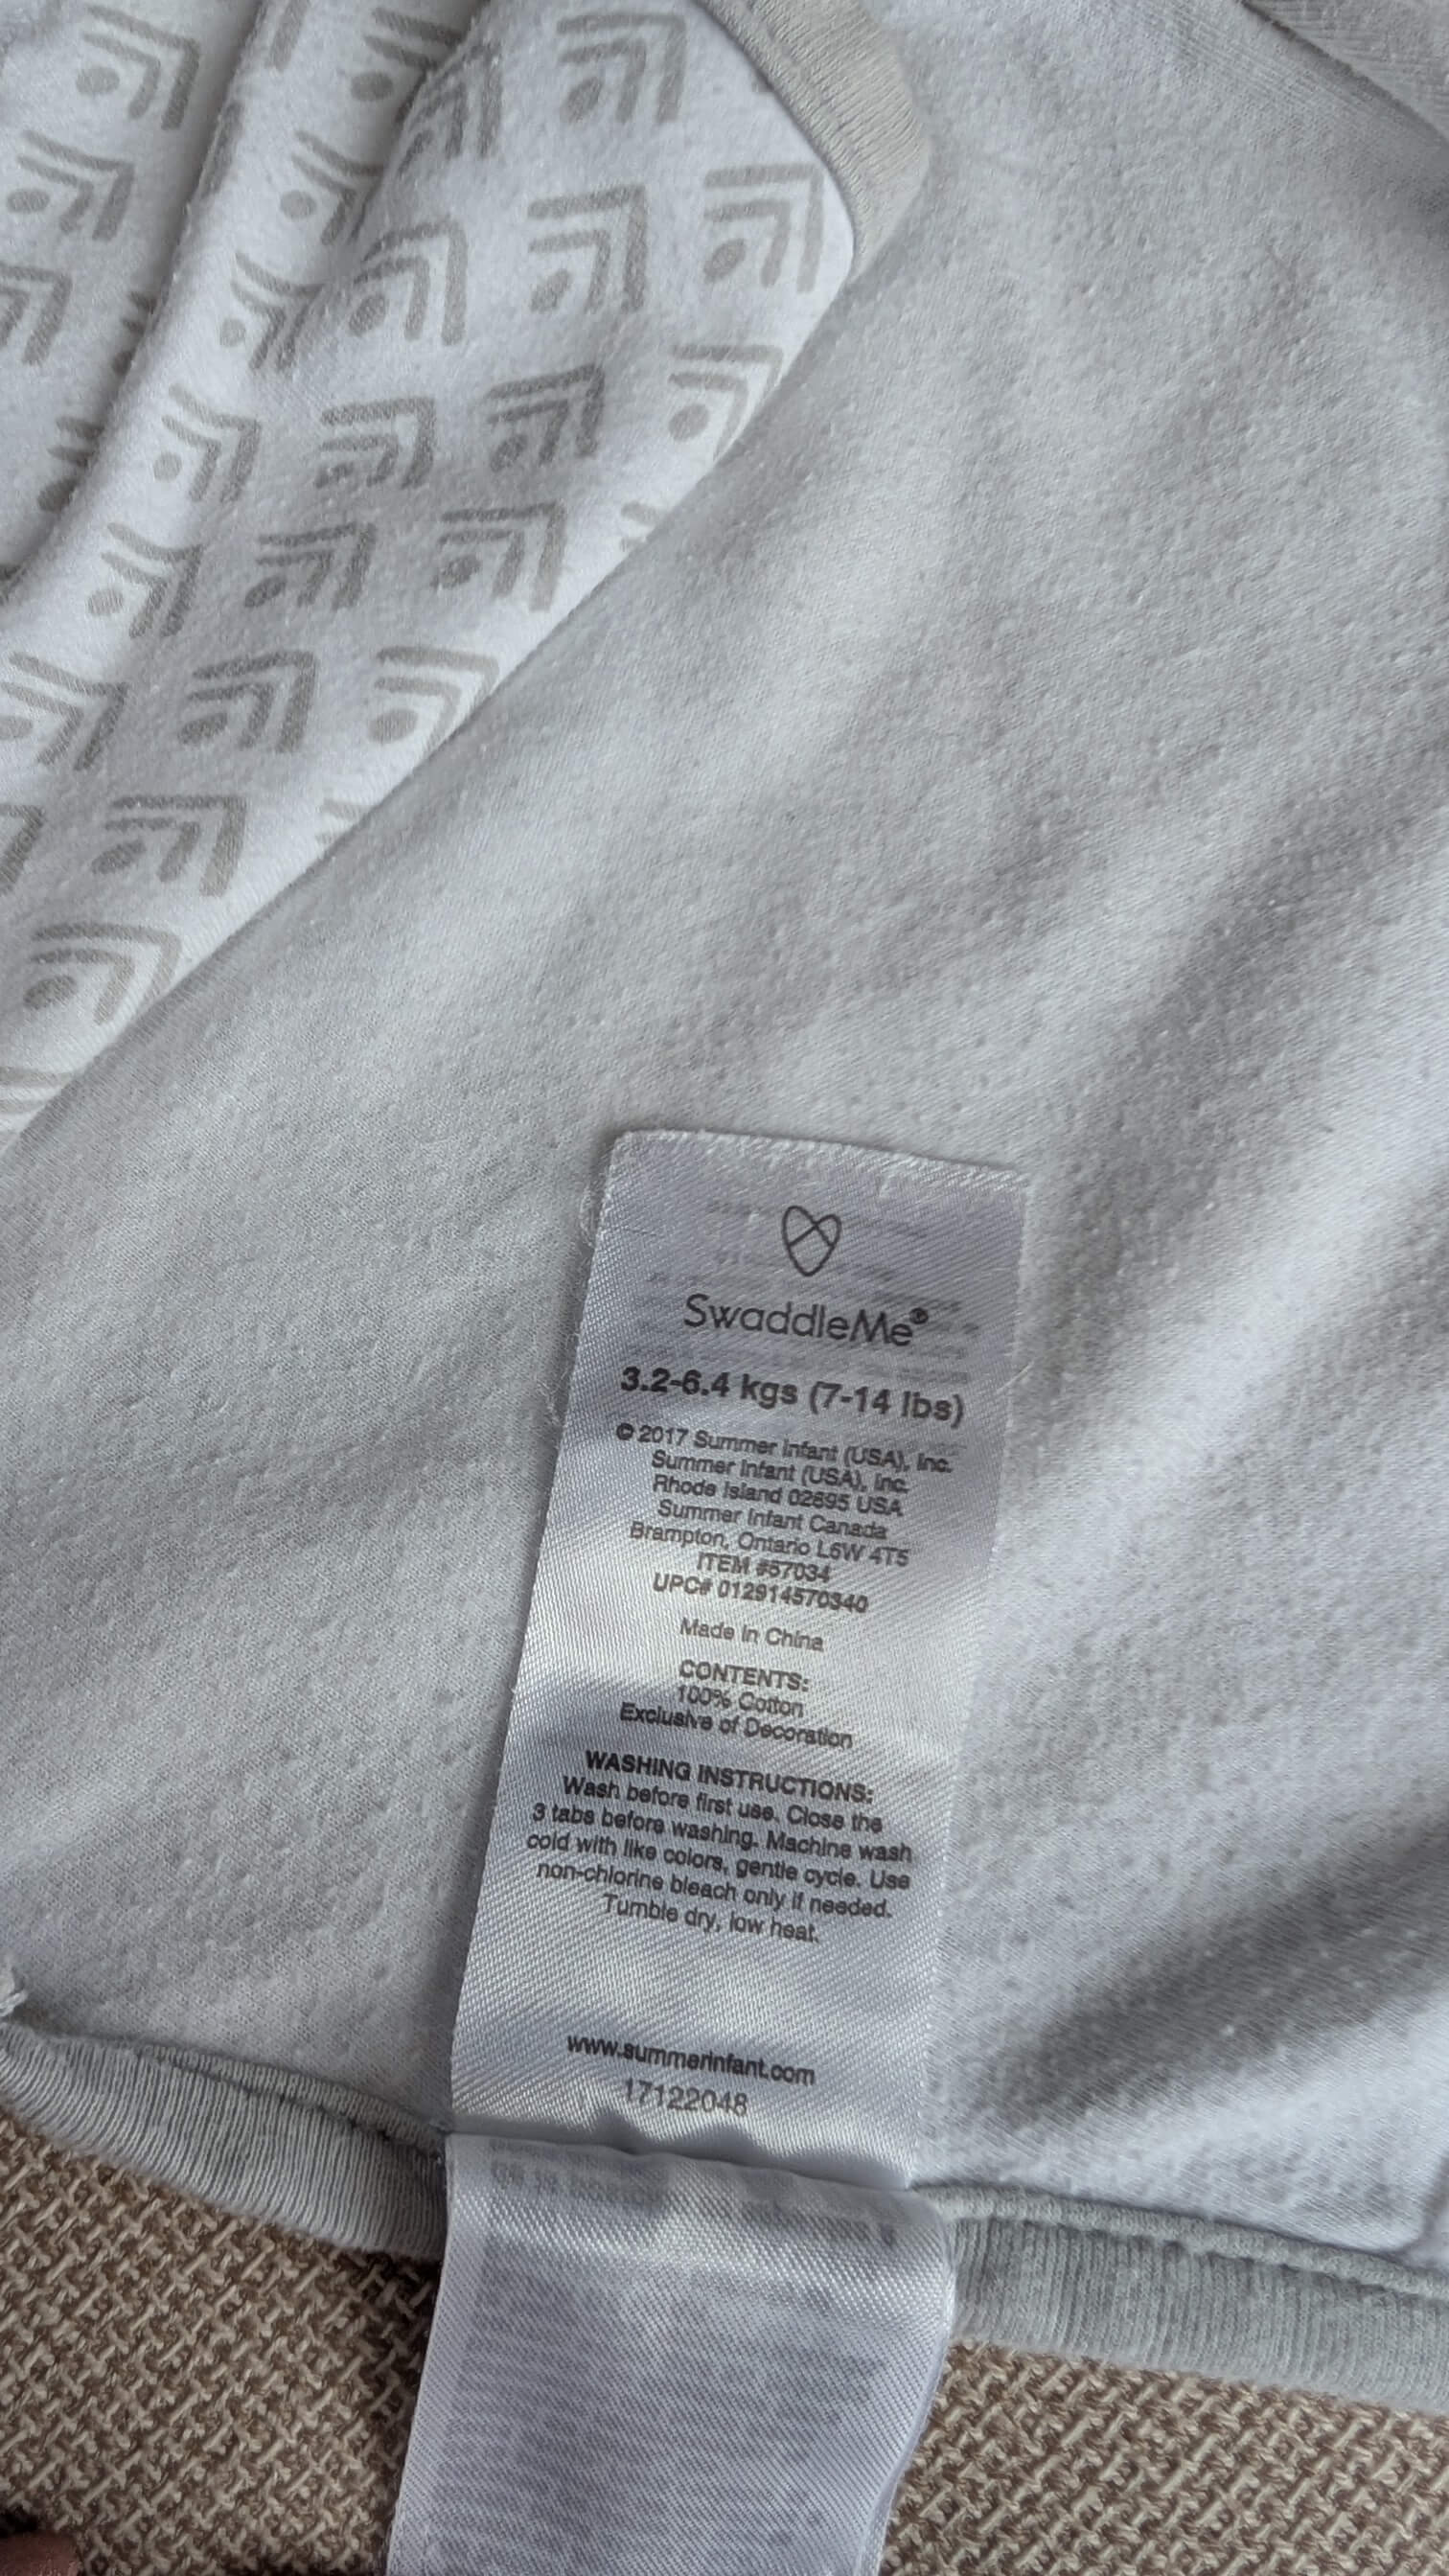 SwaddleMe®
3.2-6.4 kgs (7-14 lbs)
© 2017 Summer Infant (USA), Inc.
Summer Infant (USA), Inc.
Rhode Island 02895 USA
Summer Infant Canada
Brampton, Ontario L6W 4T5
ITEM #57034
UPC# 012914570340
Made in China
CONTENTS:
100% Cotton
Exclusive of Decoration
WASHING INSTRUCTIONS:
Wash before first use. Close the
3 tabs before washing. Machine wash
cold with like colors, gentle cycle. Use
non-chlorine bleach only if needed.
Tumble dry, low heat.
www.summerinfant.com
17122048